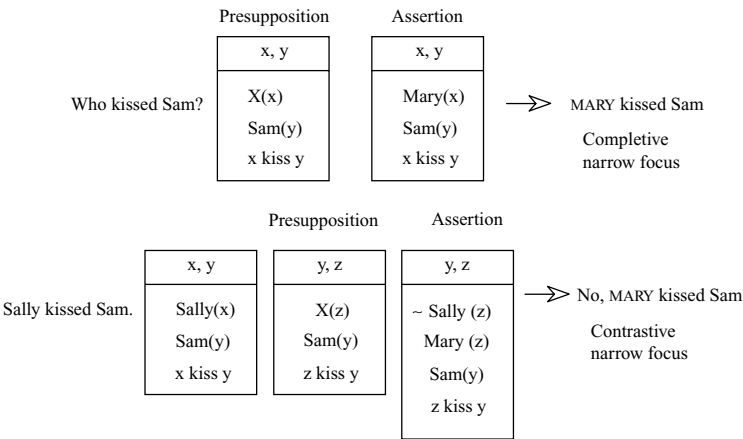 Presupposition Assertion
x, y x, y
Who kissed Sam? X(x) Mary(x) MARY kissed Sam
Sam(y) Sam(y) Completive
x kiss y x kiss y narrow focus
Presupposition Assertion
x, y y, z y, z
Sally kissed Sam. Sally(x) X(z) ~ Sally (z) No, MARY kissed Sam
Sam(y) Sam(y) Mary (z) Contrastive
x kiss y z kiss y Sam(y) narrow focus
z kiss y